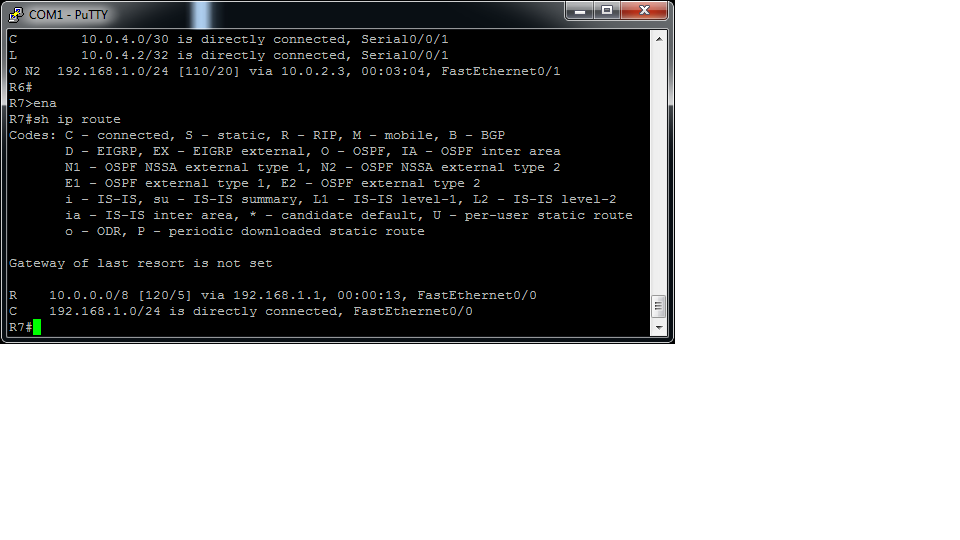 COM1 - PuTTY
C        10.0.4.0/30 is directly connected, Serial0/0/1
L        10.0.4.2/32 is directly connected, Serial0/0/1
O N2  192.168.1.0/24 [110/20] via 10.0.2.3, 00:03:04, FastEthernet0/1
R6#
R7>ena
R7#sh ip route
Codes: C - connected, S - static, R - RIP, M - mobile, B - BGP
       D - EIGRP, EX - EIGRP external, O - OSPF, IA - OSPF inter area
       N1 - OSPF NSSA external type 1, N2 - OSPF NSSA external type 2
       E1 - OSPF external type 1, E2 - OSPF external type 2
       i - IS-IS, su - IS-IS summary, L1 - IS-IS level-1, L2 - IS-IS level-2
       ia - IS-IS inter area, * - candidate default, U - per-user static route
       o - ODR, P - periodic downloaded static route
Gateway of last resort is not set
R    10.0.0.0/8 [120/5] via 192.168.1.1, 00:00:13, FastEthernet0/0
C    192.168.1.0/24 is directly connected, FastEthernet0/0
R7#